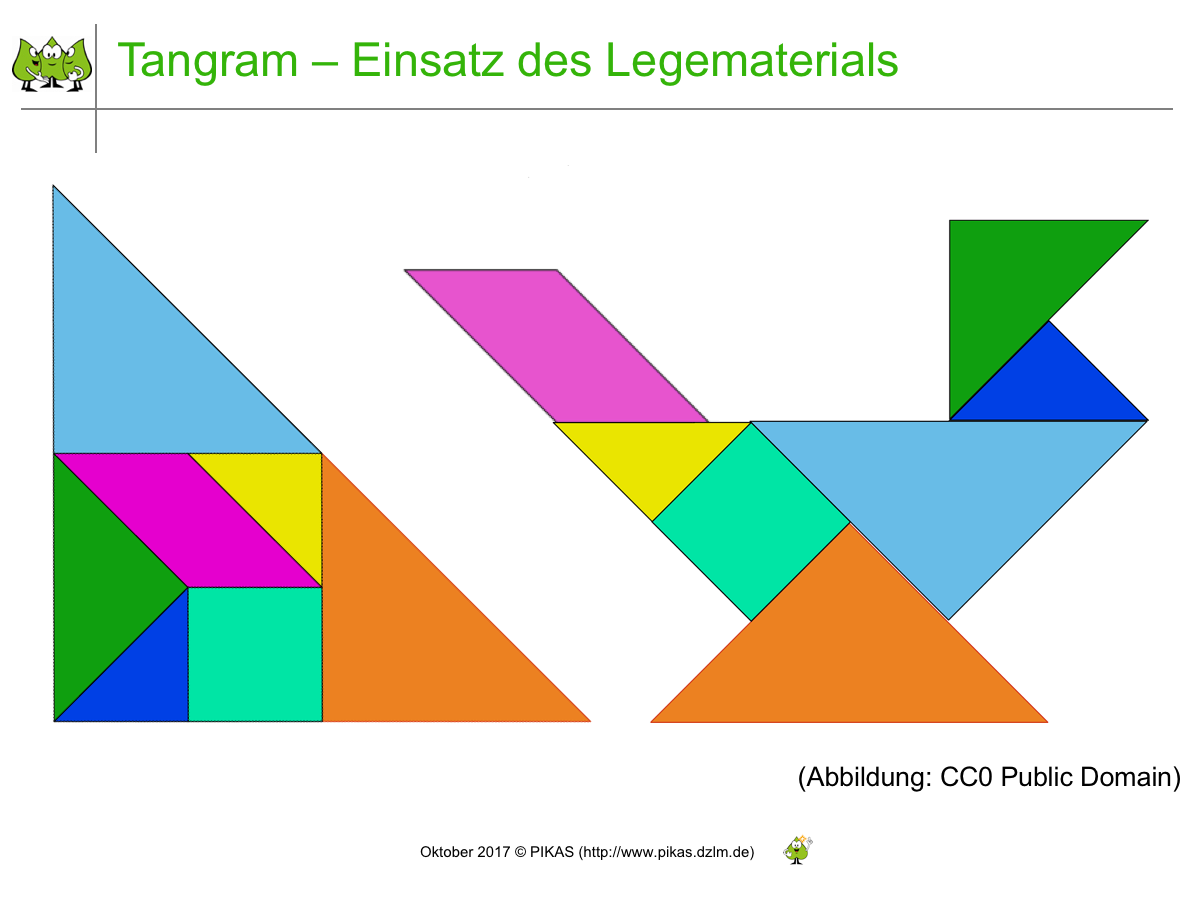 Tangram – Einsatz des Legematerials
(Abbildung: CC0 Public Domain)
Oktober 2017 © PIKAS (http://www.pikas.dzlm.de)